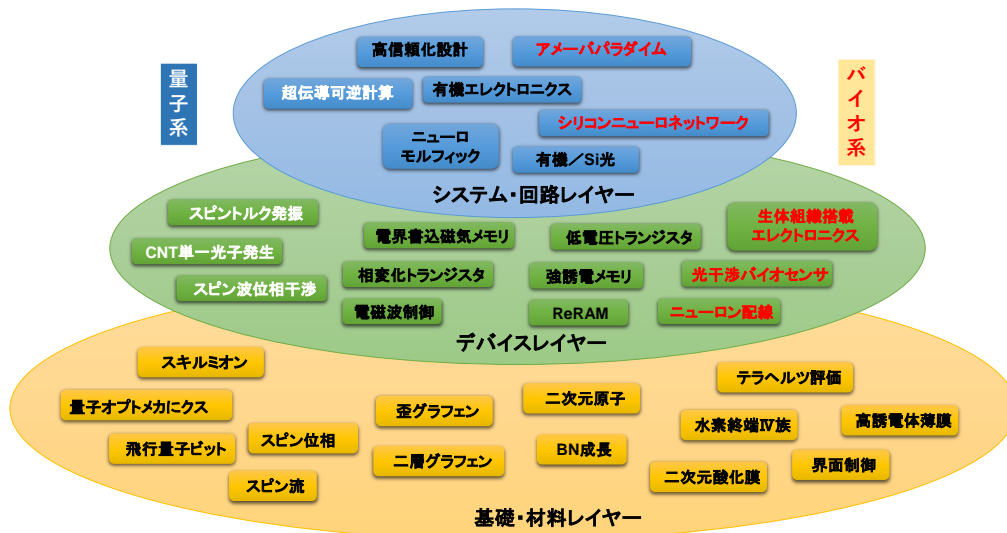 高信頼化設計
アメーバパラダイム
超伝導可逆計算
有機エレクトロニクス
シリコンニューロネットワーク
ニューロ
モルフィック
有機／Si光
システム・回路レイヤー
量子系
バイオ系
スピントルク発振
CNT単一光子発生
スピン波位相干渉
電界書込磁気メモリ
低電圧トランジスタ
生体組織搭載
エレクトロニクス
相変化トランジスタ
強誘電メモリ
光干渉バイオセンサ
電磁波制御
ReRAM
ニューロン配線
デバイスレイヤー
スキルミオン
テラヘルツ評価
量子オプトメカにクス
歪グラフェン
二次元原子
水素終端Ⅳ族
高誘電体薄膜
飛行量子ビット
スピン位相
二層グラフェン
BN成長
界面制御
スピン流
二次元酸化膜
基礎・材料レイヤー